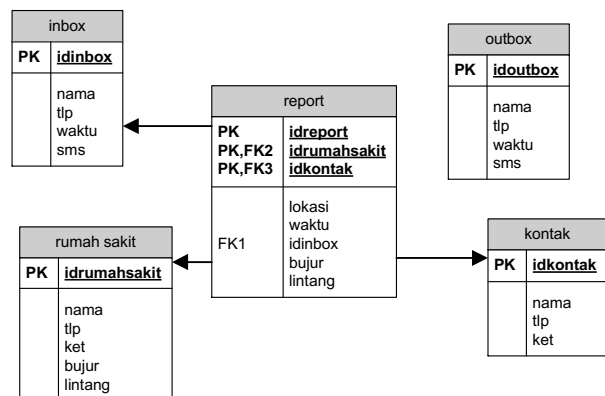 inbox
PK idinbox
nama
tlp
waktu
sms
outbox
PK idoutbox
nama
tlp
waktu
sms
report
PK idreport
PK,FK2 idrumahsakit
PK,FK3 idkontak
lokasi
waktu
FK1 idinbox
bujur
lintang
rumah sakit
PK idrumahsakit
nama
tlp
ket
bujur
lintang
kontak
PK idkontak
nama
tlp
ket